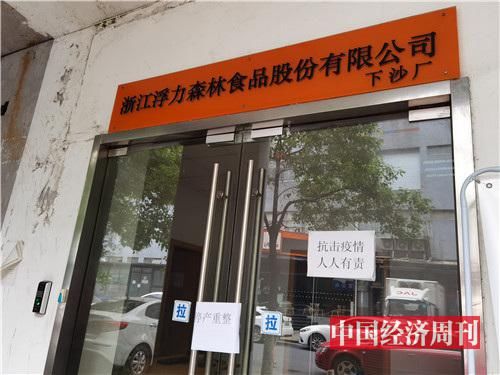 浙江浮力森林食品股份有限公司
下沙厂
抗击疫情
人人有责
停产重整
拉
拉
中国经济周刊